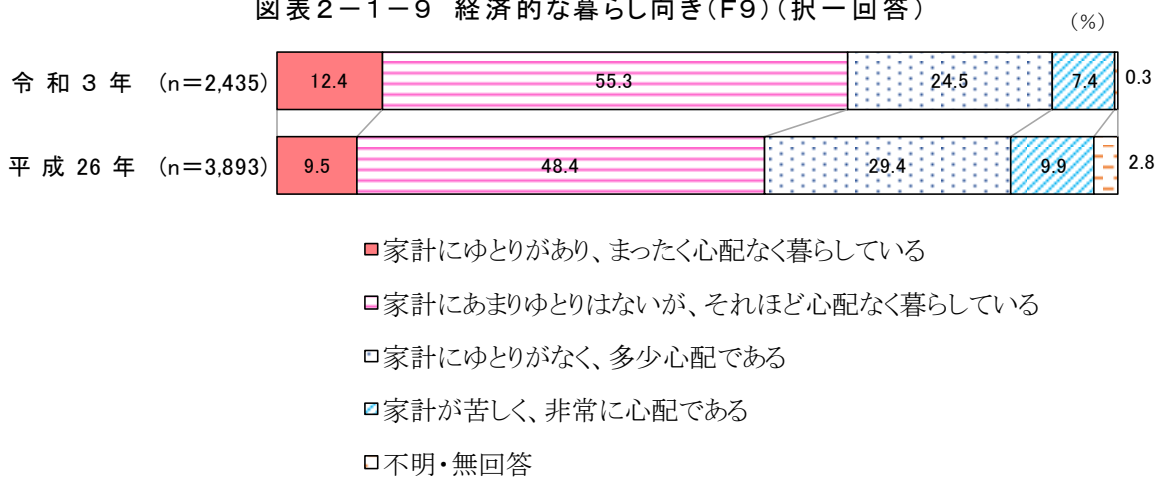 図表2-1-9 経済的な暮らし向き(F9)(択一回答)
(%)
令和3年 (n=2,435) 12.4 55.3 24.5 7.4 0.3
平成26年 (n=3,893) 9.5 48.4 29.4 9.9 2.8
家計にゆとりがあり、まったく心配なく暮らしている
家計にあまりゆとりはないが、それほど心配なく暮らしている
家計にゆとりがなく、多少心配である
家計が苦しく、非常に心配である
不明・無回答